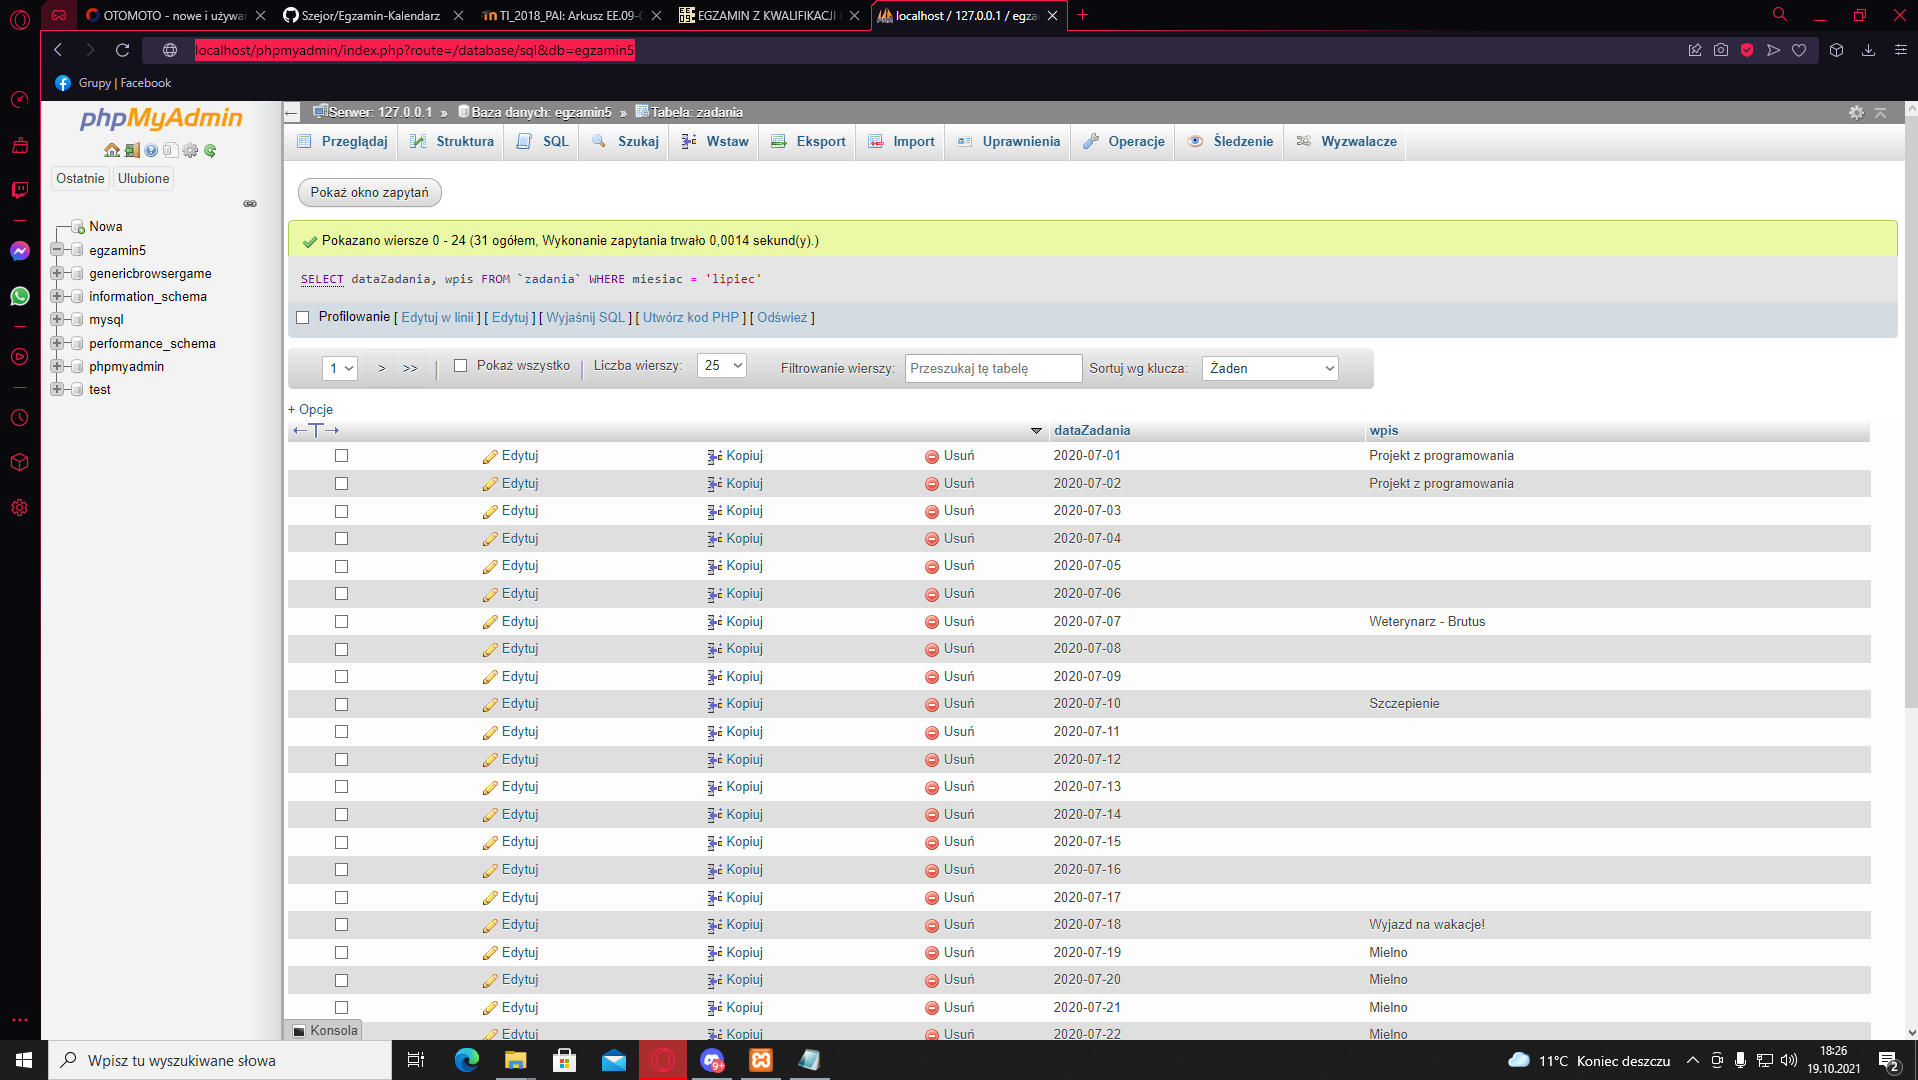 OTOMOTO - nowe i używar
Szejor/Egzamin-Kalendarz
TI_2018_PAI: Arkusz EE.09-0
EGZAMIN Z KWALIFIKACJI
localhost / 127.0.0.1 / egza
localhost/phpmyadmin/index.php?route=/database/sql&db=egzamin5
Grupy | Facebook
phpMyAdmin
Ostatnie
Ulubione
Nowa
egzamin5
genericbrowsergame
information_schema
mysql
performance_schema
phpmyadmin
test
Serwer: 127.0.0.1 » Baza danych: egzamin5 » Tabela: zadania
Przeglądaj
Struktura
SQL
Szukaj
Wstaw
Eksport
Import
Uprawnienia
Operacje
Śledzenie
Wyzwalacze
Pokaż okno zapytań
Pokazano wiersze 0 - 24 (31 ogółem, Wykonanie zapytania trwało 0,0014 sekund(y).)
SELECT dataZadania, wpis FROM `zadania` WHERE miesiac = 'lipiec'
Profilowanie [ Edytuj w linii ] [ Edytuj ] [ Wyjaśnij SQL ] [ Utwórz kod PHP ] [ Odśwież ]
1 > >> | Pokaż wszystko | Liczba wierszy: 25 Filtrowanie wierszy: Przeszukaj tę tabelę Sortuj wg klucza: Żaden
+ Opcje
←T→ dataZadania wpis
Edytuj Kopiuj Usuń 2020-07-01 Projekt z programowania
Edytuj Kopiuj Usuń 2020-07-02 Projekt z programowania
Edytuj Kopiuj Usuń 2020-07-03
Edytuj Kopiuj Usuń 2020-07-04
Edytuj Kopiuj Usuń 2020-07-05
Edytuj Kopiuj Usuń 2020-07-06
Edytuj Kopiuj Usuń 2020-07-07 Weterynarz - Brutus
Edytuj Kopiuj Usuń 2020-07-08
Edytuj Kopiuj Usuń 2020-07-09
Edytuj Kopiuj Usuń 2020-07-10 Szczepienie
Edytuj Kopiuj Usuń 2020-07-11
Edytuj Kopiuj Usuń 2020-07-12
Edytuj Kopiuj Usuń 2020-07-13
Edytuj Kopiuj Usuń 2020-07-14
Edytuj Kopiuj Usuń 2020-07-15
Edytuj Kopiuj Usuń 2020-07-16
Edytuj Kopiuj Usuń 2020-07-17
Edytuj Kopiuj Usuń 2020-07-18 Wyjazd na wakacje!
Edytuj Kopiuj Usuń 2020-07-19 Mielno
Edytuj Kopiuj Usuń 2020-07-20 Mielno
Edytuj Kopiuj Usuń 2020-07-21 Mielno
Edytuj Kopiuj Usuń 2020-07-22 Mielno
Konsola
Wpisz tu wyszukiwane słowa
9+
11°C Koniec deszczu
18:26
19.10.2021
2